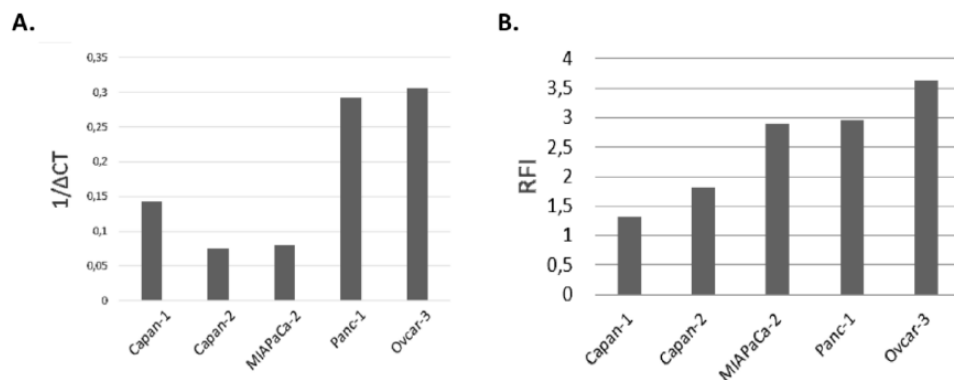 A.
1/ΔCT
0,35
0,3
0,25
0,2
0,15
0,1
0,05
0
Capan-1
Capan-2
MIAPaCa-2
Panc-1
Ovcar-3
B.
RFI
4
3,5
3
2,5
2
1,5
1
0,5
0
Capan-1
Capan-2
MIAPaCa-2
Panc-1
Ovcar-3